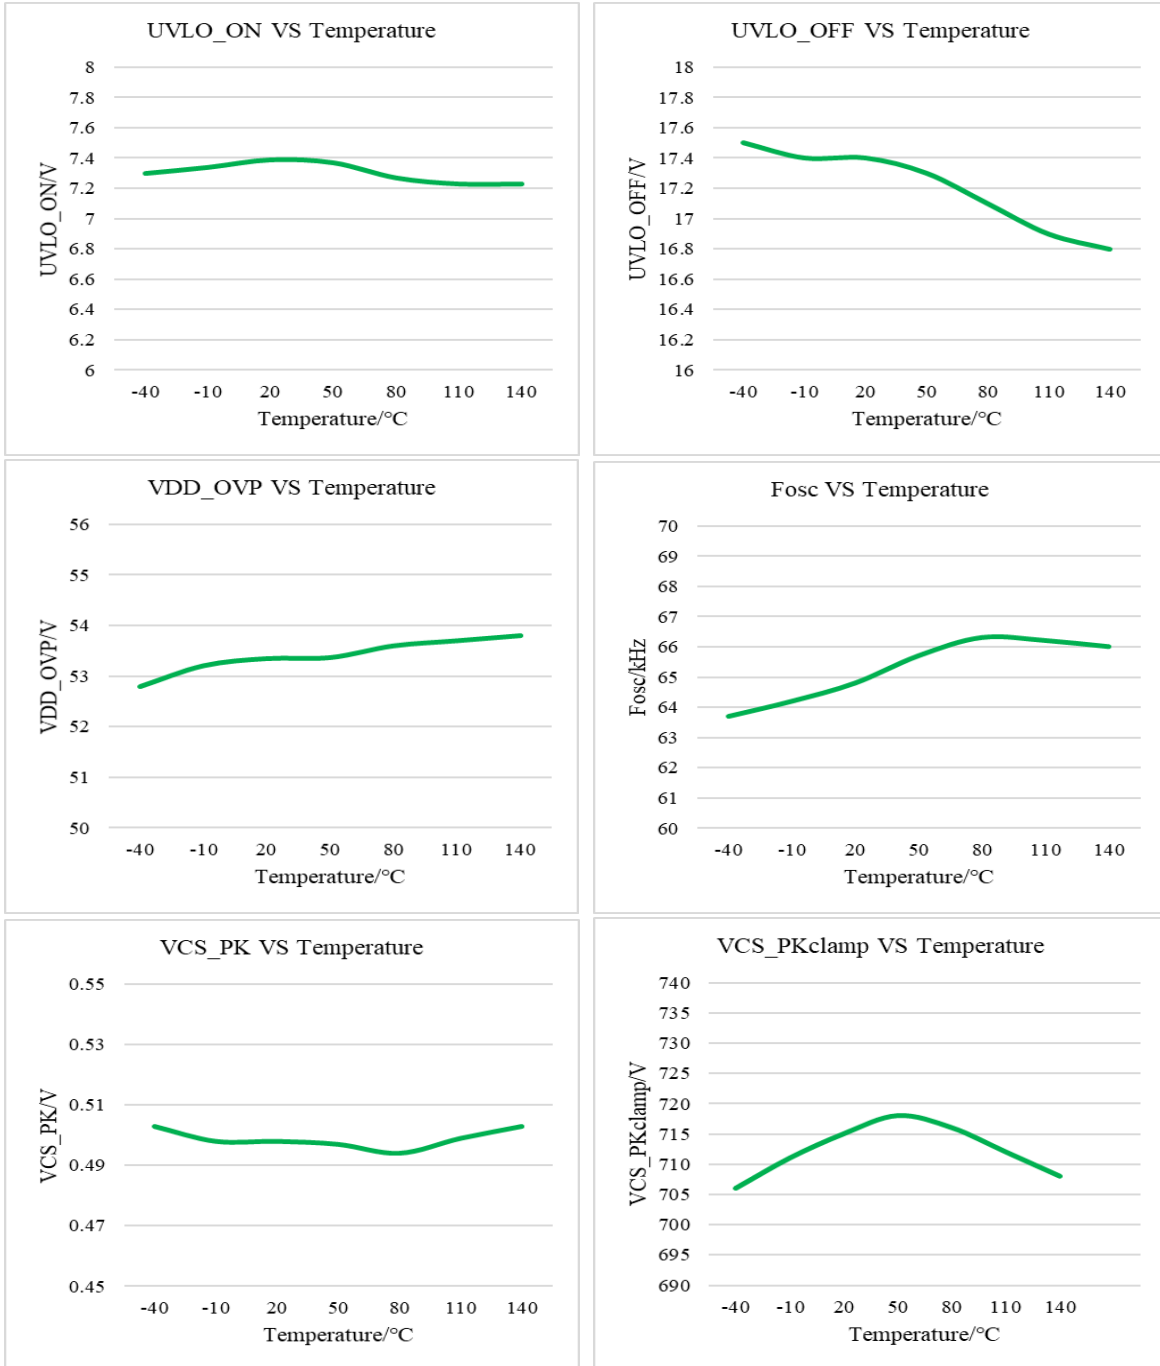 UVLO_ON VS Temperature
8
7.8
7.6
7.4
7.2
7
6.8
6.6
6.4
6.2
6
UVLO_ON/V
-40 -10 20 50 80 110 140
Temperature/°C
UVLO_OFF VS Temperature
18
17.8
17.6
17.4
17.2
17
16.8
16.6
16.4
16.2
16
UVLO_OFF/V
-40 -10 20 50 80 110 140
Temperature/°C
VDD_OVP VS Temperature
56
55
54
53
52
51
50
VDD_OVP/V
-40 -10 20 50 80 110 140
Temperature/°C
Fosc VS Temperature
70
69
68
67
66
65
64
63
62
61
60
Fosc/kHz
-40 -10 20 50 80 110 140
Temperature/°C
VCS_PK VS Temperature
0.55
0.53
0.51
0.49
0.47
0.45
VCS_PK/V
-40 -10 20 50 80 110 140
Temperature/°C
VCS_PKclamp VS Temperature
740
735
730
725
720
715
710
705
700
695
690
VCS_PKclamp/V
-40 -10 20 50 80 110 140
Temperature/°C